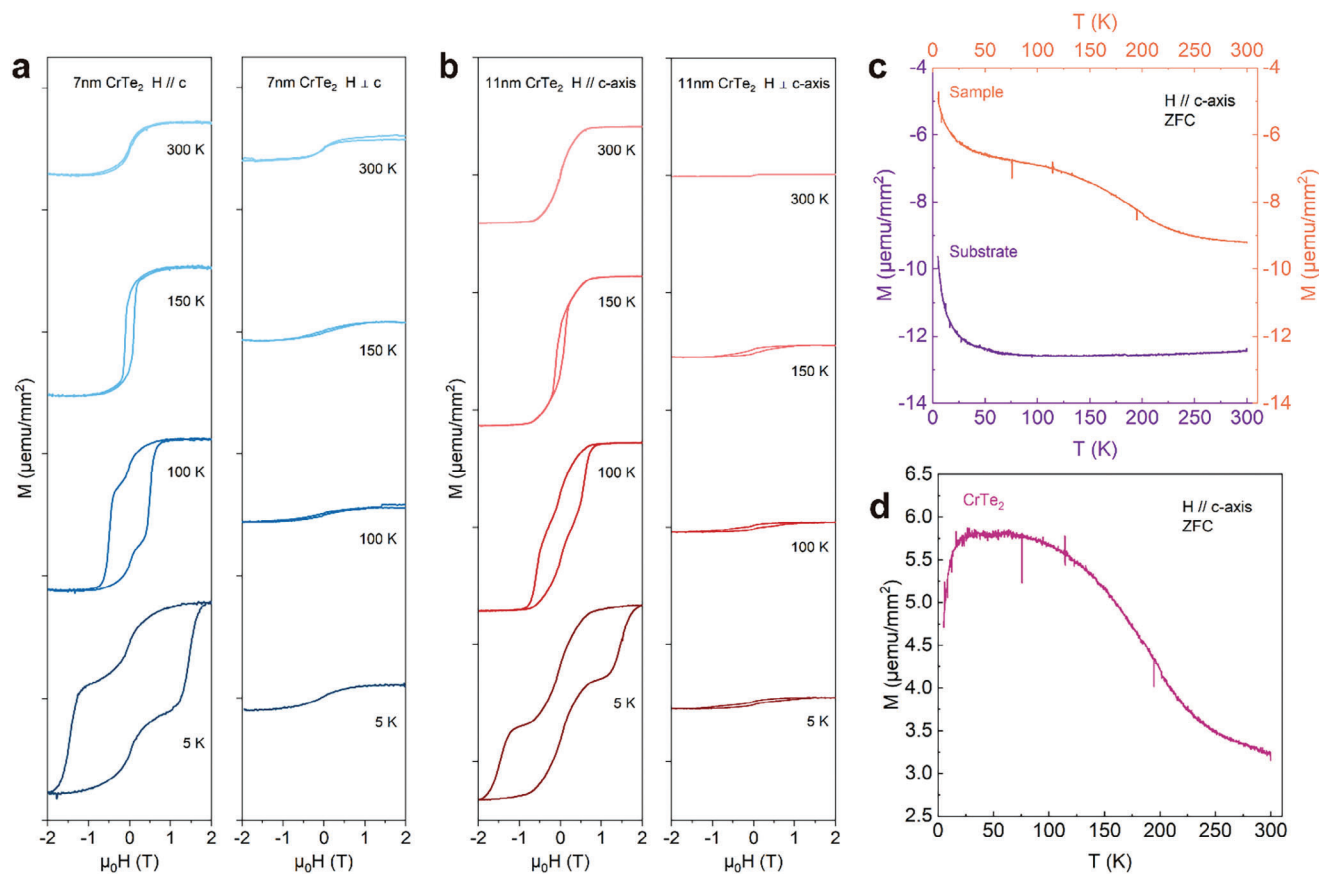 a
7nm CrTe₂ H // c
300 K
150 K
100 K
5 K
M (μemu/mm²)
-2 -1 0 1 2
μ₀H (T)
7nm CrTe₂ H ⊥ c
300 K
150 K
100 K
5 K
-2 -1 0 1 2
μ₀H (T)
b
11nm CrTe₂ H // c-axis
300 K
150 K
100 K
5 K
M (μemu/mm²)
-2 -1 0 1 2
μ₀H (T)
11nm CrTe₂ H ⊥ c-axis
300 K
150 K
100 K
5 K
-2 -1 0 1 2
μ₀H (T)
c
T (K)
0 50 100 150 200 250 300
-4
-6
-8
-10
-12
-14
M (μemu/mm²)
Sample
H // c-axis
ZFC
Substrate
-4
-6
-8
-10
-12
-14
M (μemu/mm²)
0 50 100 150 200 250 300
T (K)
d
6.0
5.5
5.0
4.5
4.0
3.5
3.0
2.5
M (μemu/mm²)
CrTe₂
H // c-axis
ZFC
0 50 100 150 200 250 300
T (K)